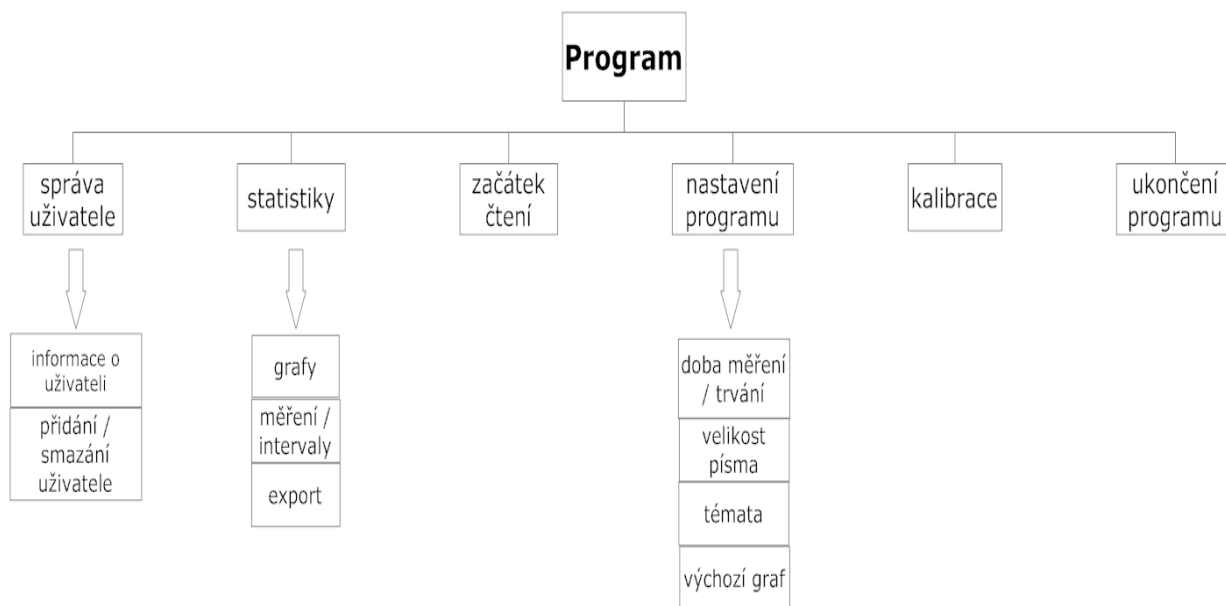 Program
správa
uživatele
statistiky
začátek
čtení
nastavení
programu
kalibrace
ukončení
programu
informace o
uživateli
přidání /
smazání
uživatele
grafy
měření /
intervaly
export
doba měření
/ trvání
velikost
písma
témata
výchozí graf